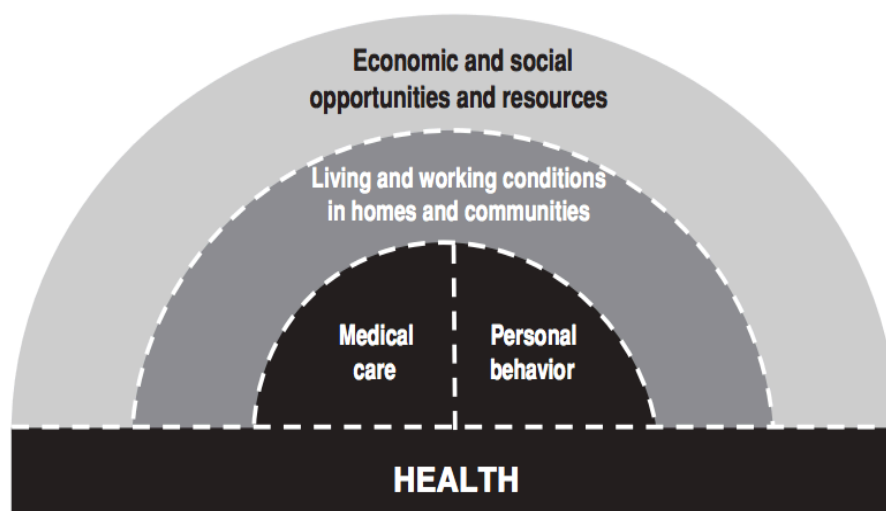 Economic and social
opportunities and resources
Living and working conditions
in homes and communities
Medical
care
Personal
behavior
HEALTH